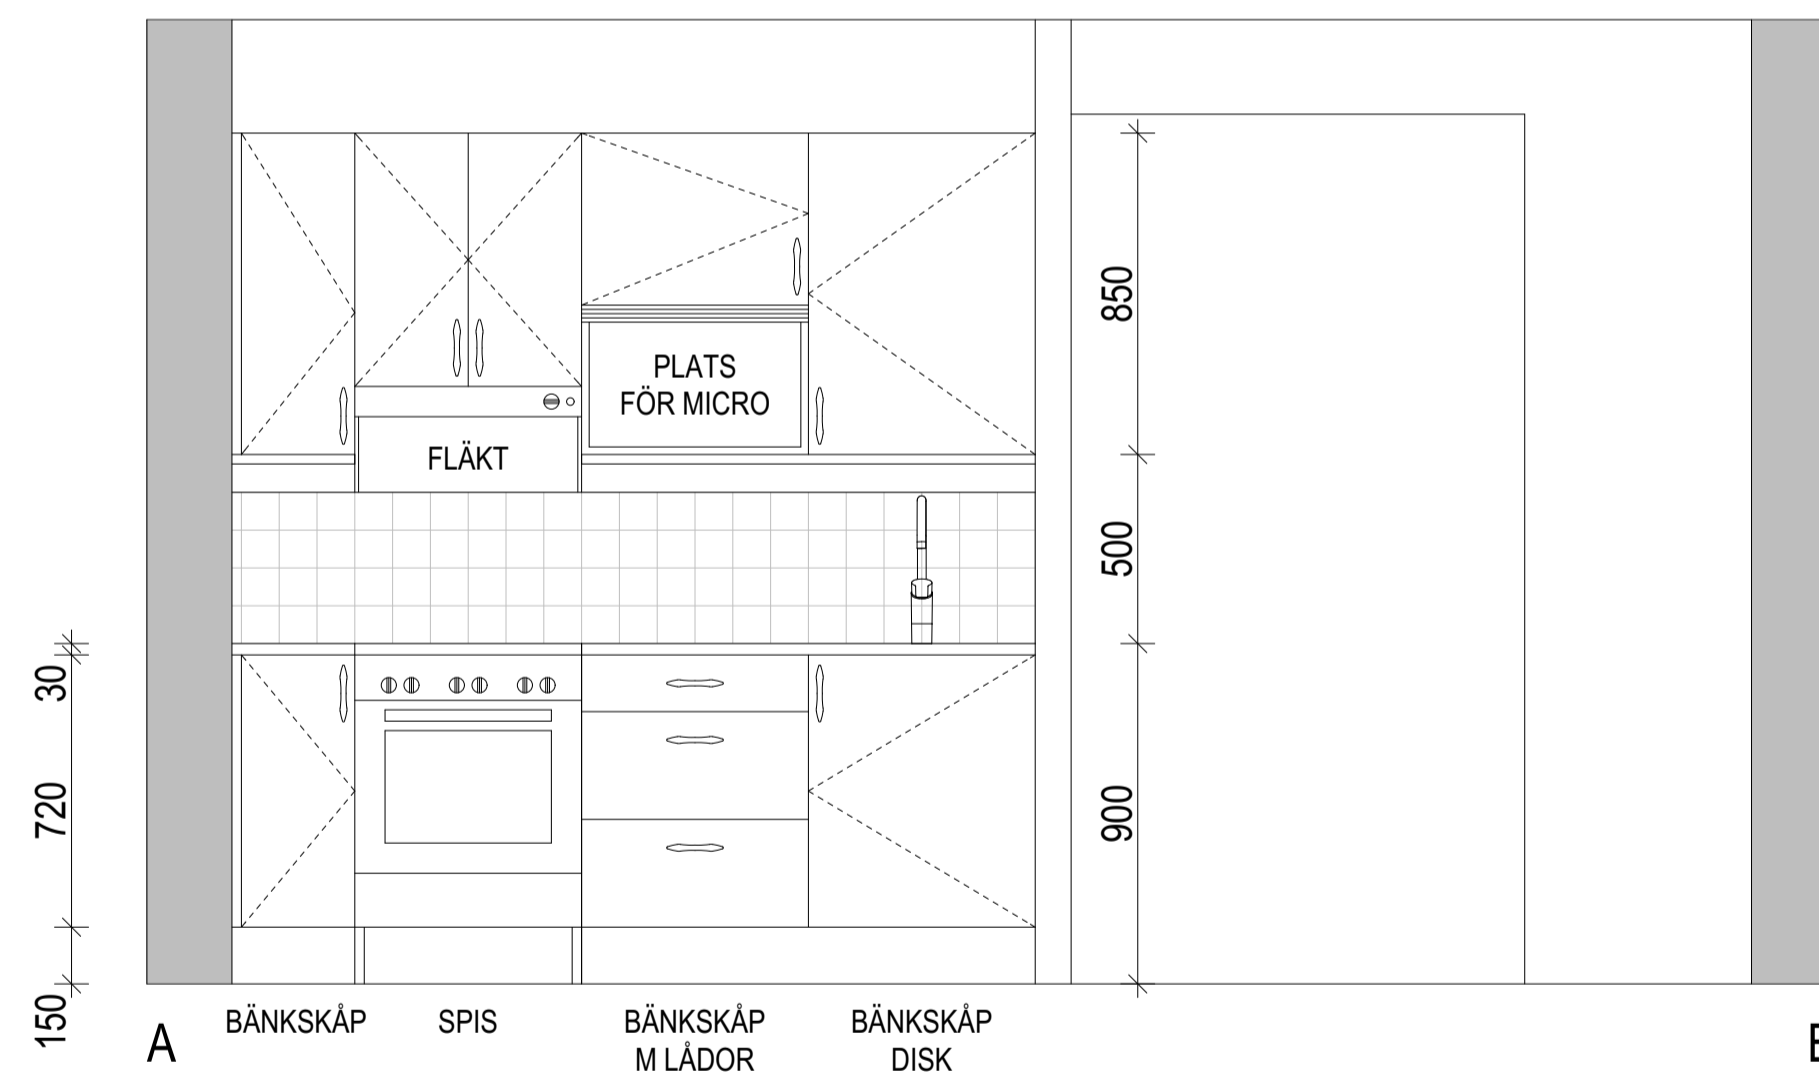 850
PLATS
FÖR MICRO
FLÄKT
500
30
720
900
150
A
BÄNKSKÅP
SPIS
BÄNKSKÅP
M LÅDOR
BÄNKSKÅP
DISK